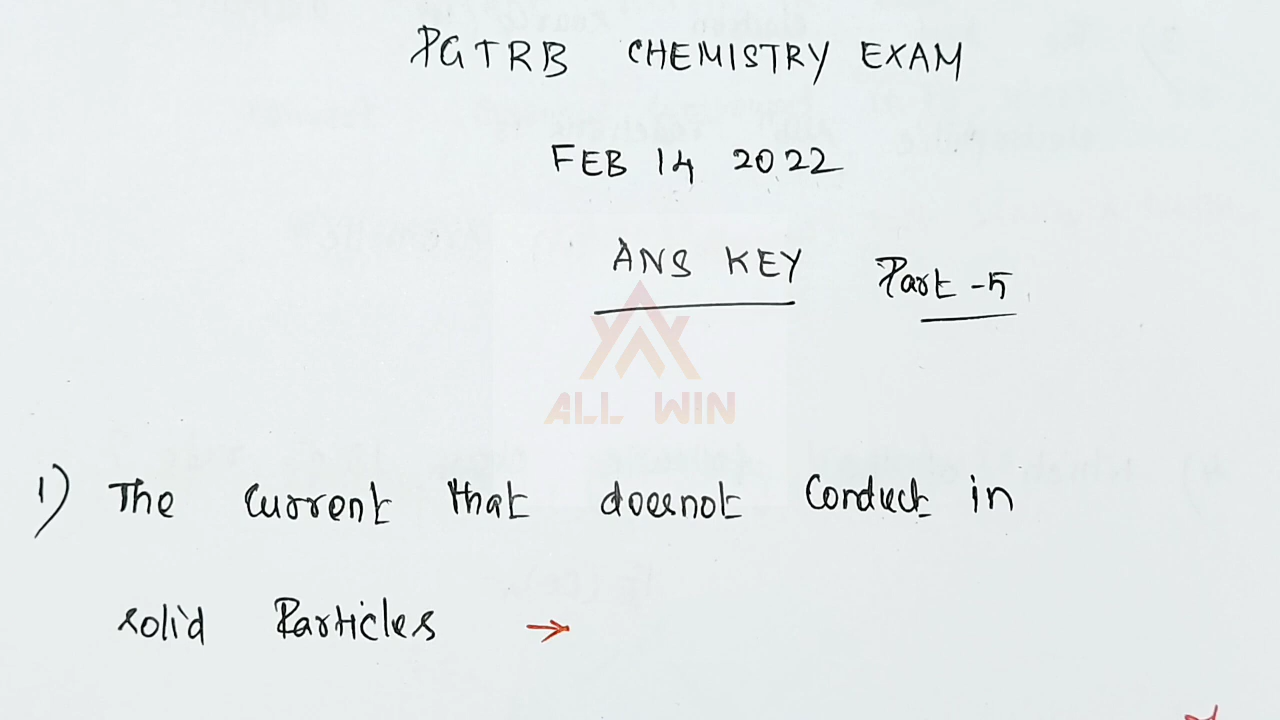 PGTRB CHEMISTRY EXAM
FEB 14 2022
ANS KEY Part -5
ALL WIN
1) The current that doesnot Conduct in
solid Particles →